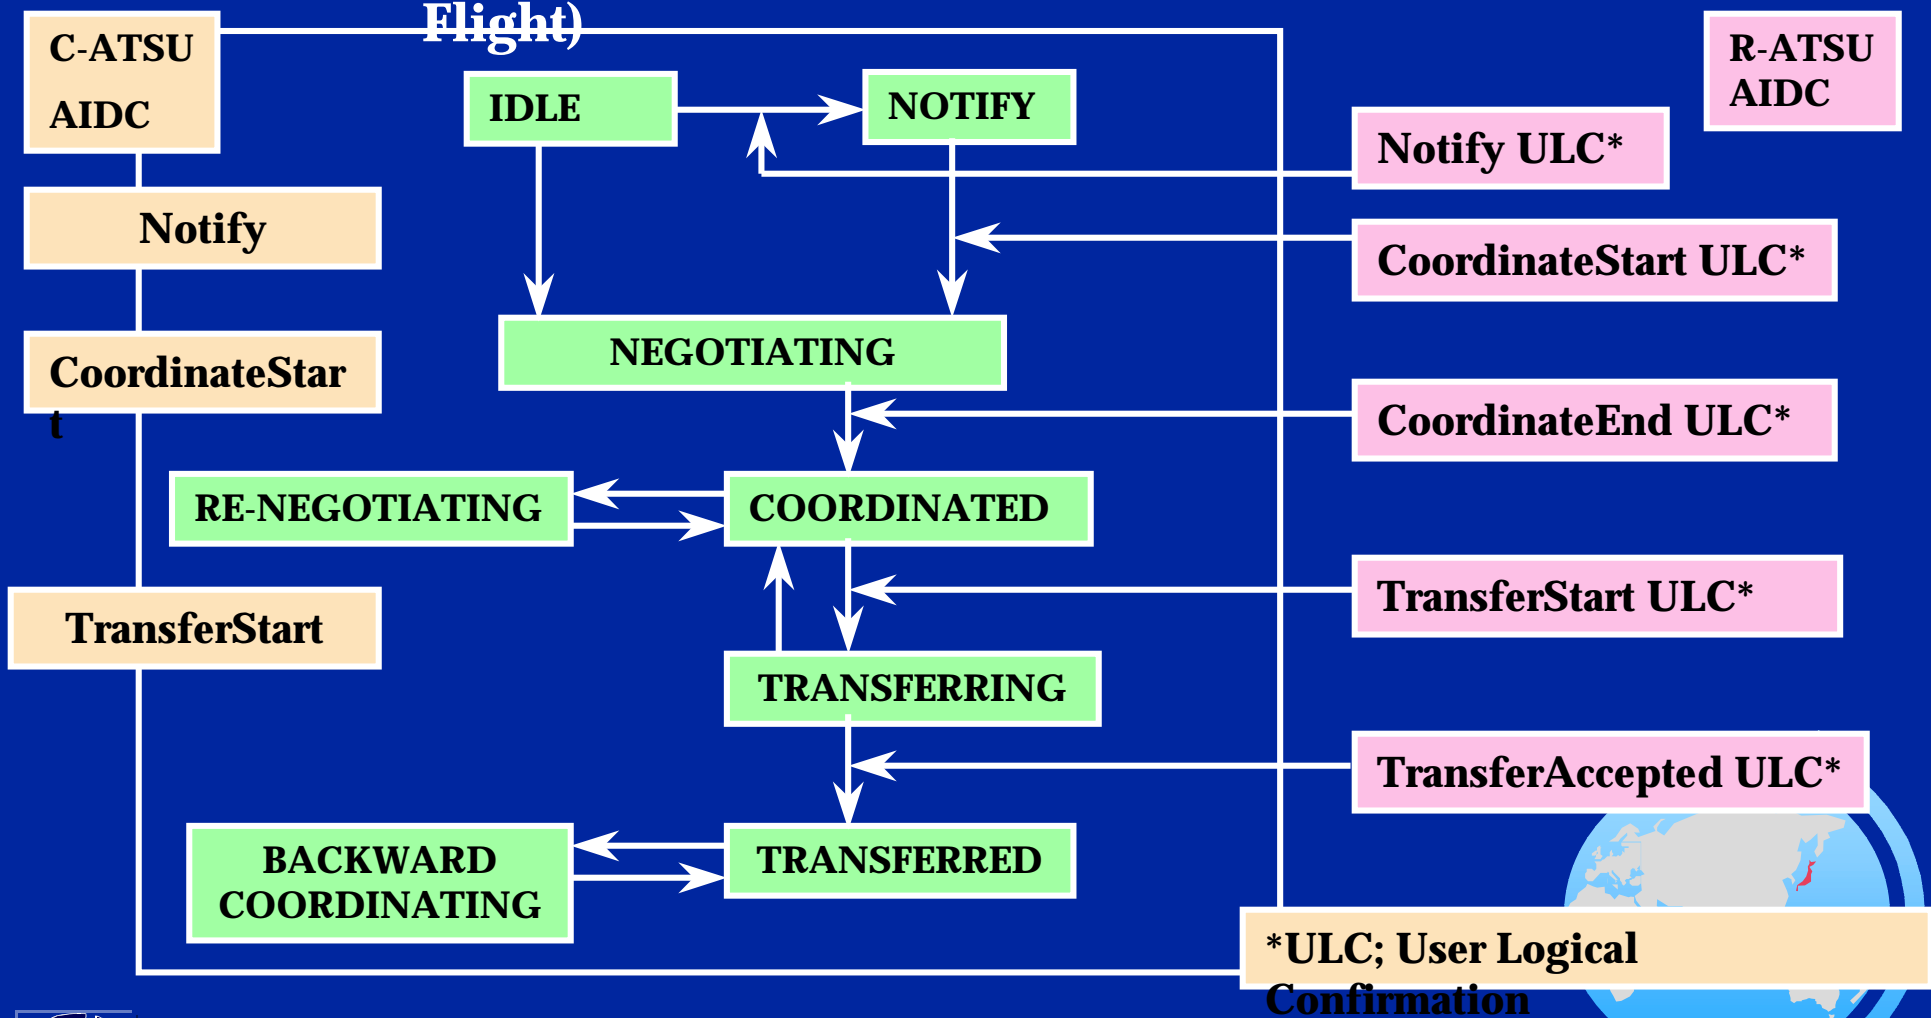 Flight)
C-ATSU
AIDC
R-ATSU
AIDC
IDLE
NOTIFY
Notify ULC*
Notify
CoordinateStart ULC*
NEGOTIATING
CoordinateStar
t
CoordinateEnd ULC*
RE-NEGOTIATING
COORDINATED
TransferStart ULC*
TransferStart
TRANSFERRING
TransferAccepted ULC*
BACKWARD
COORDINATING
TRANSFERRED
*ULC; User Logical
Confirmation